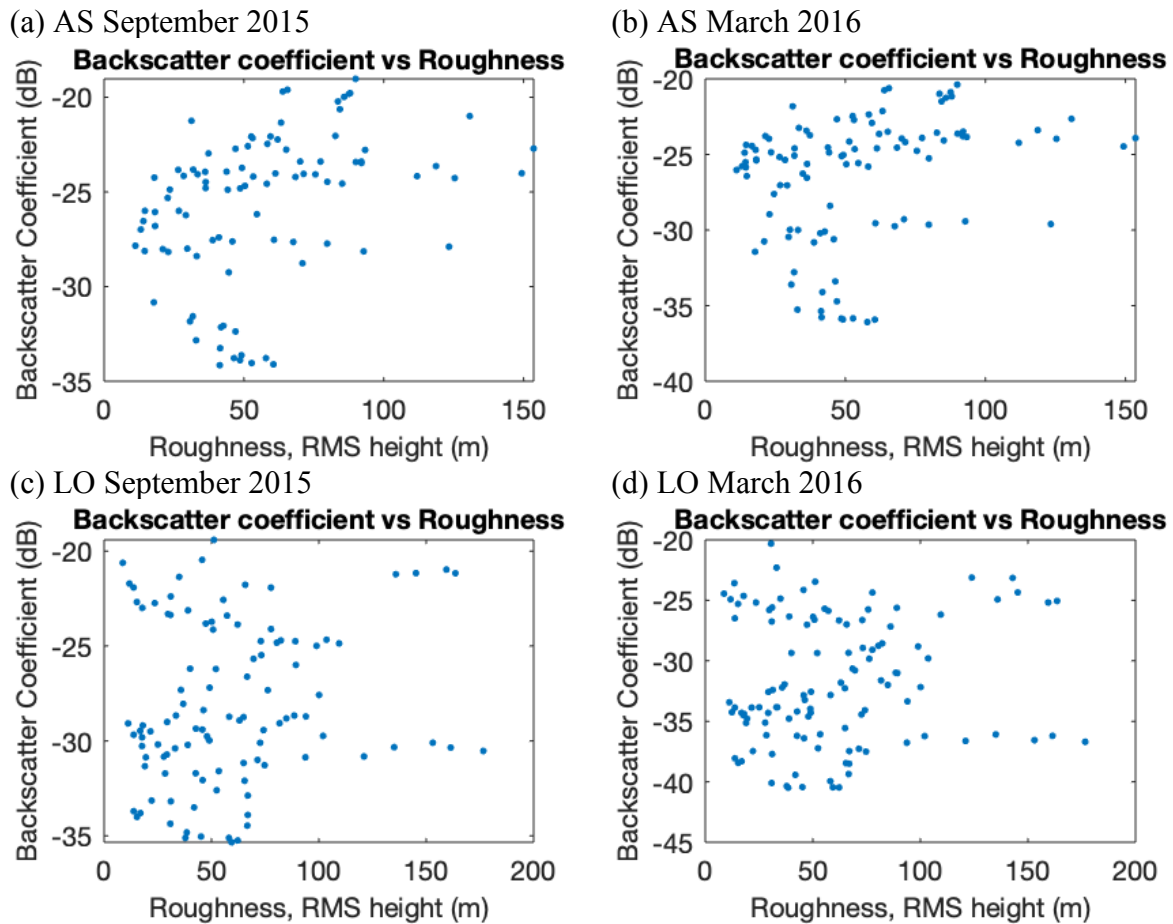 (a) AS September 2015
Backscatter coefficient vs Roughness
Backscatter Coefficient (dB)
-20
-25
-30
-35
0
50
100
150
Roughness, RMS height (m)
(b) AS March 2016
Backscatter coefficient vs Roughness
Backscatter Coefficient (dB)
-20
-25
-30
-35
-40
0
50
100
150
Roughness, RMS height (m)
(c) LO September 2015
Backscatter coefficient vs Roughness
Backscatter Coefficient (dB)
-20
-25
-30
-35
0
50
100
150
200
Roughness, RMS height (m)
(d) LO March 2016
Backscatter coefficient vs Roughness
Backscatter Coefficient (dB)
-20
-25
-30
-35
-40
-45
0
50
100
150
200
Roughness, RMS height (m)